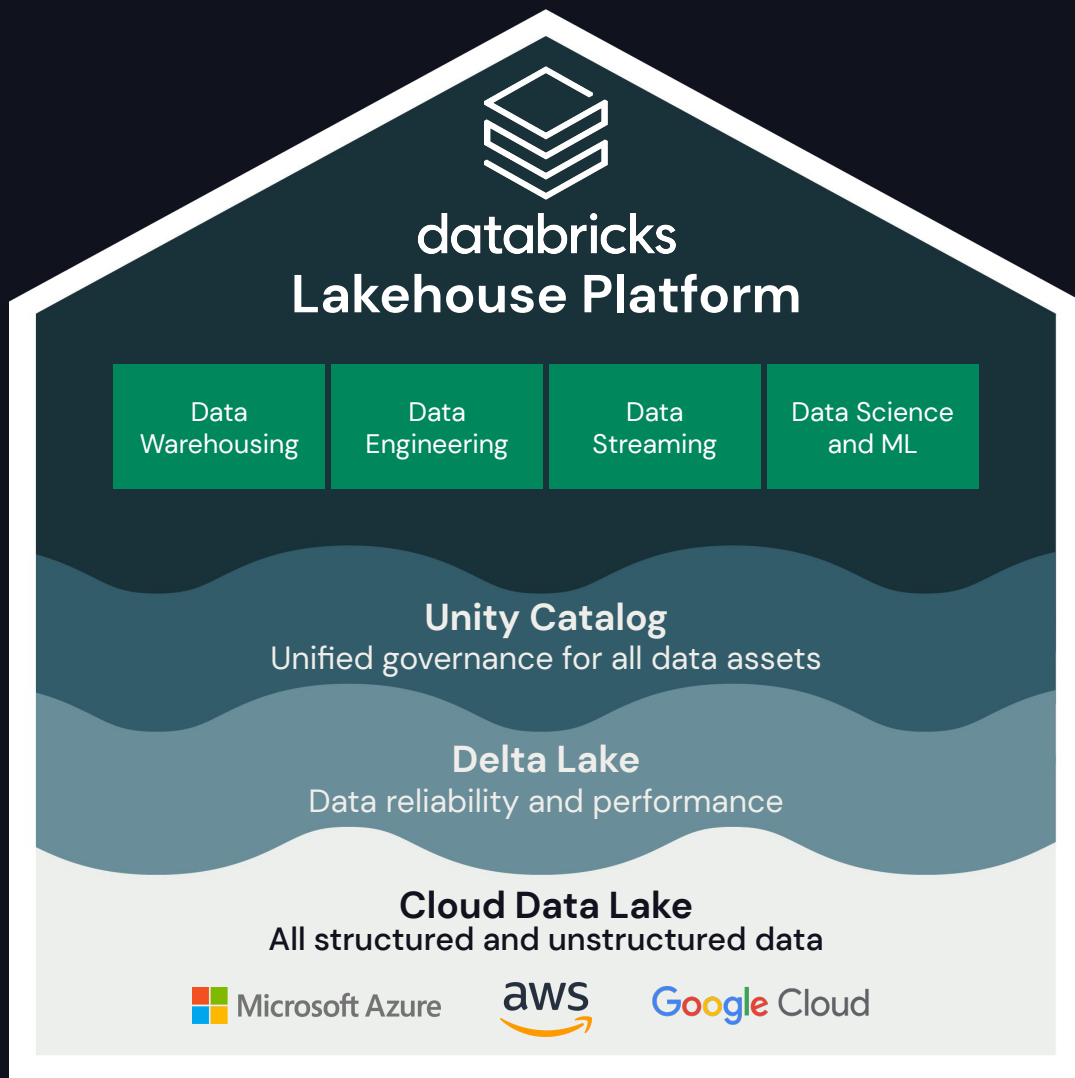 databricks
Lakehouse Platform
Data
Warehousing
Data
Engineering
Data
Streaming
Data Science
and ML
Unity Catalog
Unified governance for all data assets
Delta Lake
Data reliability and performance
Cloud Data Lake
All structured and unstructured data
Microsoft Azure
aws
Google Cloud